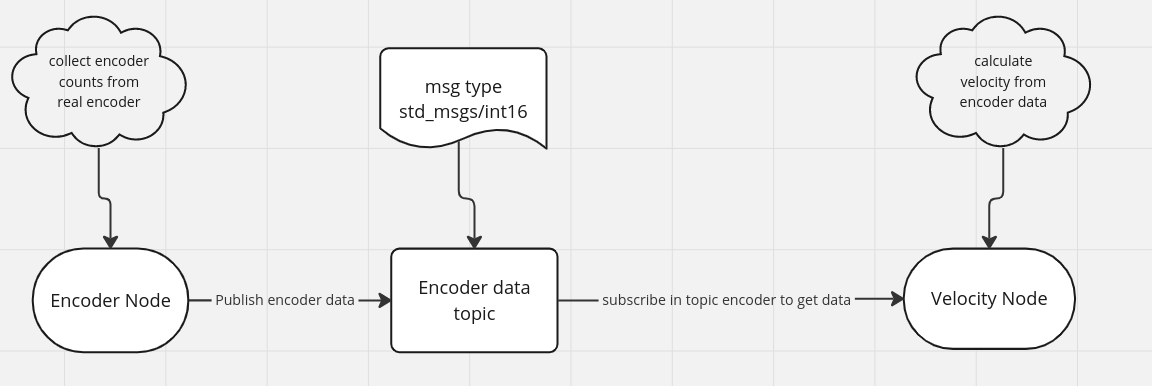 collect encoder
counts from
real encoder
msg type
std_msgs/int16
calculate
velocity from
encoder data
Encoder Node
Publish encoder data
Encoder data
topic
subscribe in topic encoder to get data
Velocity Node